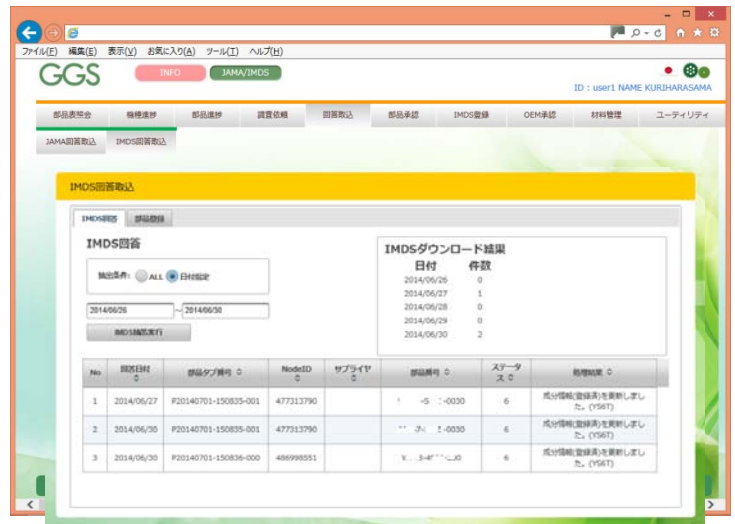 ファイル(F) 編集(E) 表示(V) お気に入り(A) ツール(T) ヘルプ(H)
GGS INFO JAMA/IMDS
ID : user1 NAME KURIHARASAMA
部品表照会 機種進捗 部品進捗 調査依頼 回答取込 部品承認 IMDS登録 OEM承認 材料管理 ユーティリティ
JAMA回答取込 IMDS回答取込
IMDS回答取込
IMDS回答 部品登録
IMDS回答
抽出条件: ALL 日付指定
2014/06/26 ~ 2014/06/30
IMDS抽出実行
IMDSダウンロード結果
日付 件数
2014/06/26 0
2014/06/27 1
2014/06/28 0
2014/06/29 0
2014/06/30 2
No 回答日付 部品タブ番号 NodeID サプライヤ 部品番号 ステータス 処理結果
1 2014/06/27 P20140701-150835-001 477313790 -0030 6 成分情報(登録済)を更新しまし
た。(YS6T)
2 2014/06/30 P20140701-150835-001 477313790 -0030 6 成分情報(登録済)を更新しまし
た。(YS6T)
3 2014/06/30 P20140701-150836-000 486998551 6 成分情報(登録済)を更新しまし
た。(YS6T)